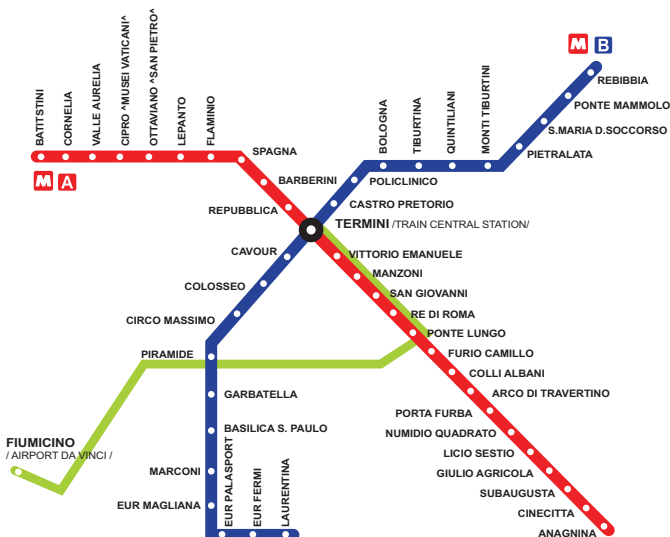 BATITSTINI
CORNELIA
VALLE AURELIA
CIPRO ^MUSEI VATICANI^
OTTAVIANO ^SAN PIETRO^
LEPANTO
FLAMINIO
M A
SPAGNA
BARBERINI
REPUBBLICA
TERMINI /TRAIN CENTRAL STATION/
VITTORIO EMANUELE
MANZONI
SAN GIOVANNI
RE DI ROMA
PONTE LUNGO
FURIO CAMILLO
COLLI ALBANI
ARCO DI TRAVERTINO
PORTA FURBA
NUMIDIO QUADRATO
LICIO SESTIO
GIULIO AGRICOLA
SUBAUGUSTA
CINECITTA
ANAGNINA
M B
REBIBBIA
PONTE MAMMOLO
S.MARIA D.SOCCORSO
PIETRALATA
MONTI TIBURTINI
QUINTILIANI
TIBURTINA
BOLOGNA
POLICLINICO
CASTRO PRETORIO
CAVOUR
COLOSSEO
CIRCO MASSIMO
PIRAMIDE
GARBATELLA
BASILICA S. PAULO
MARCONI
EUR MAGLIANA
EUR PALASPORT
EUR FERMI
LAURENTINA
FIUMICINO
/ AIRPORT DA VINCI /